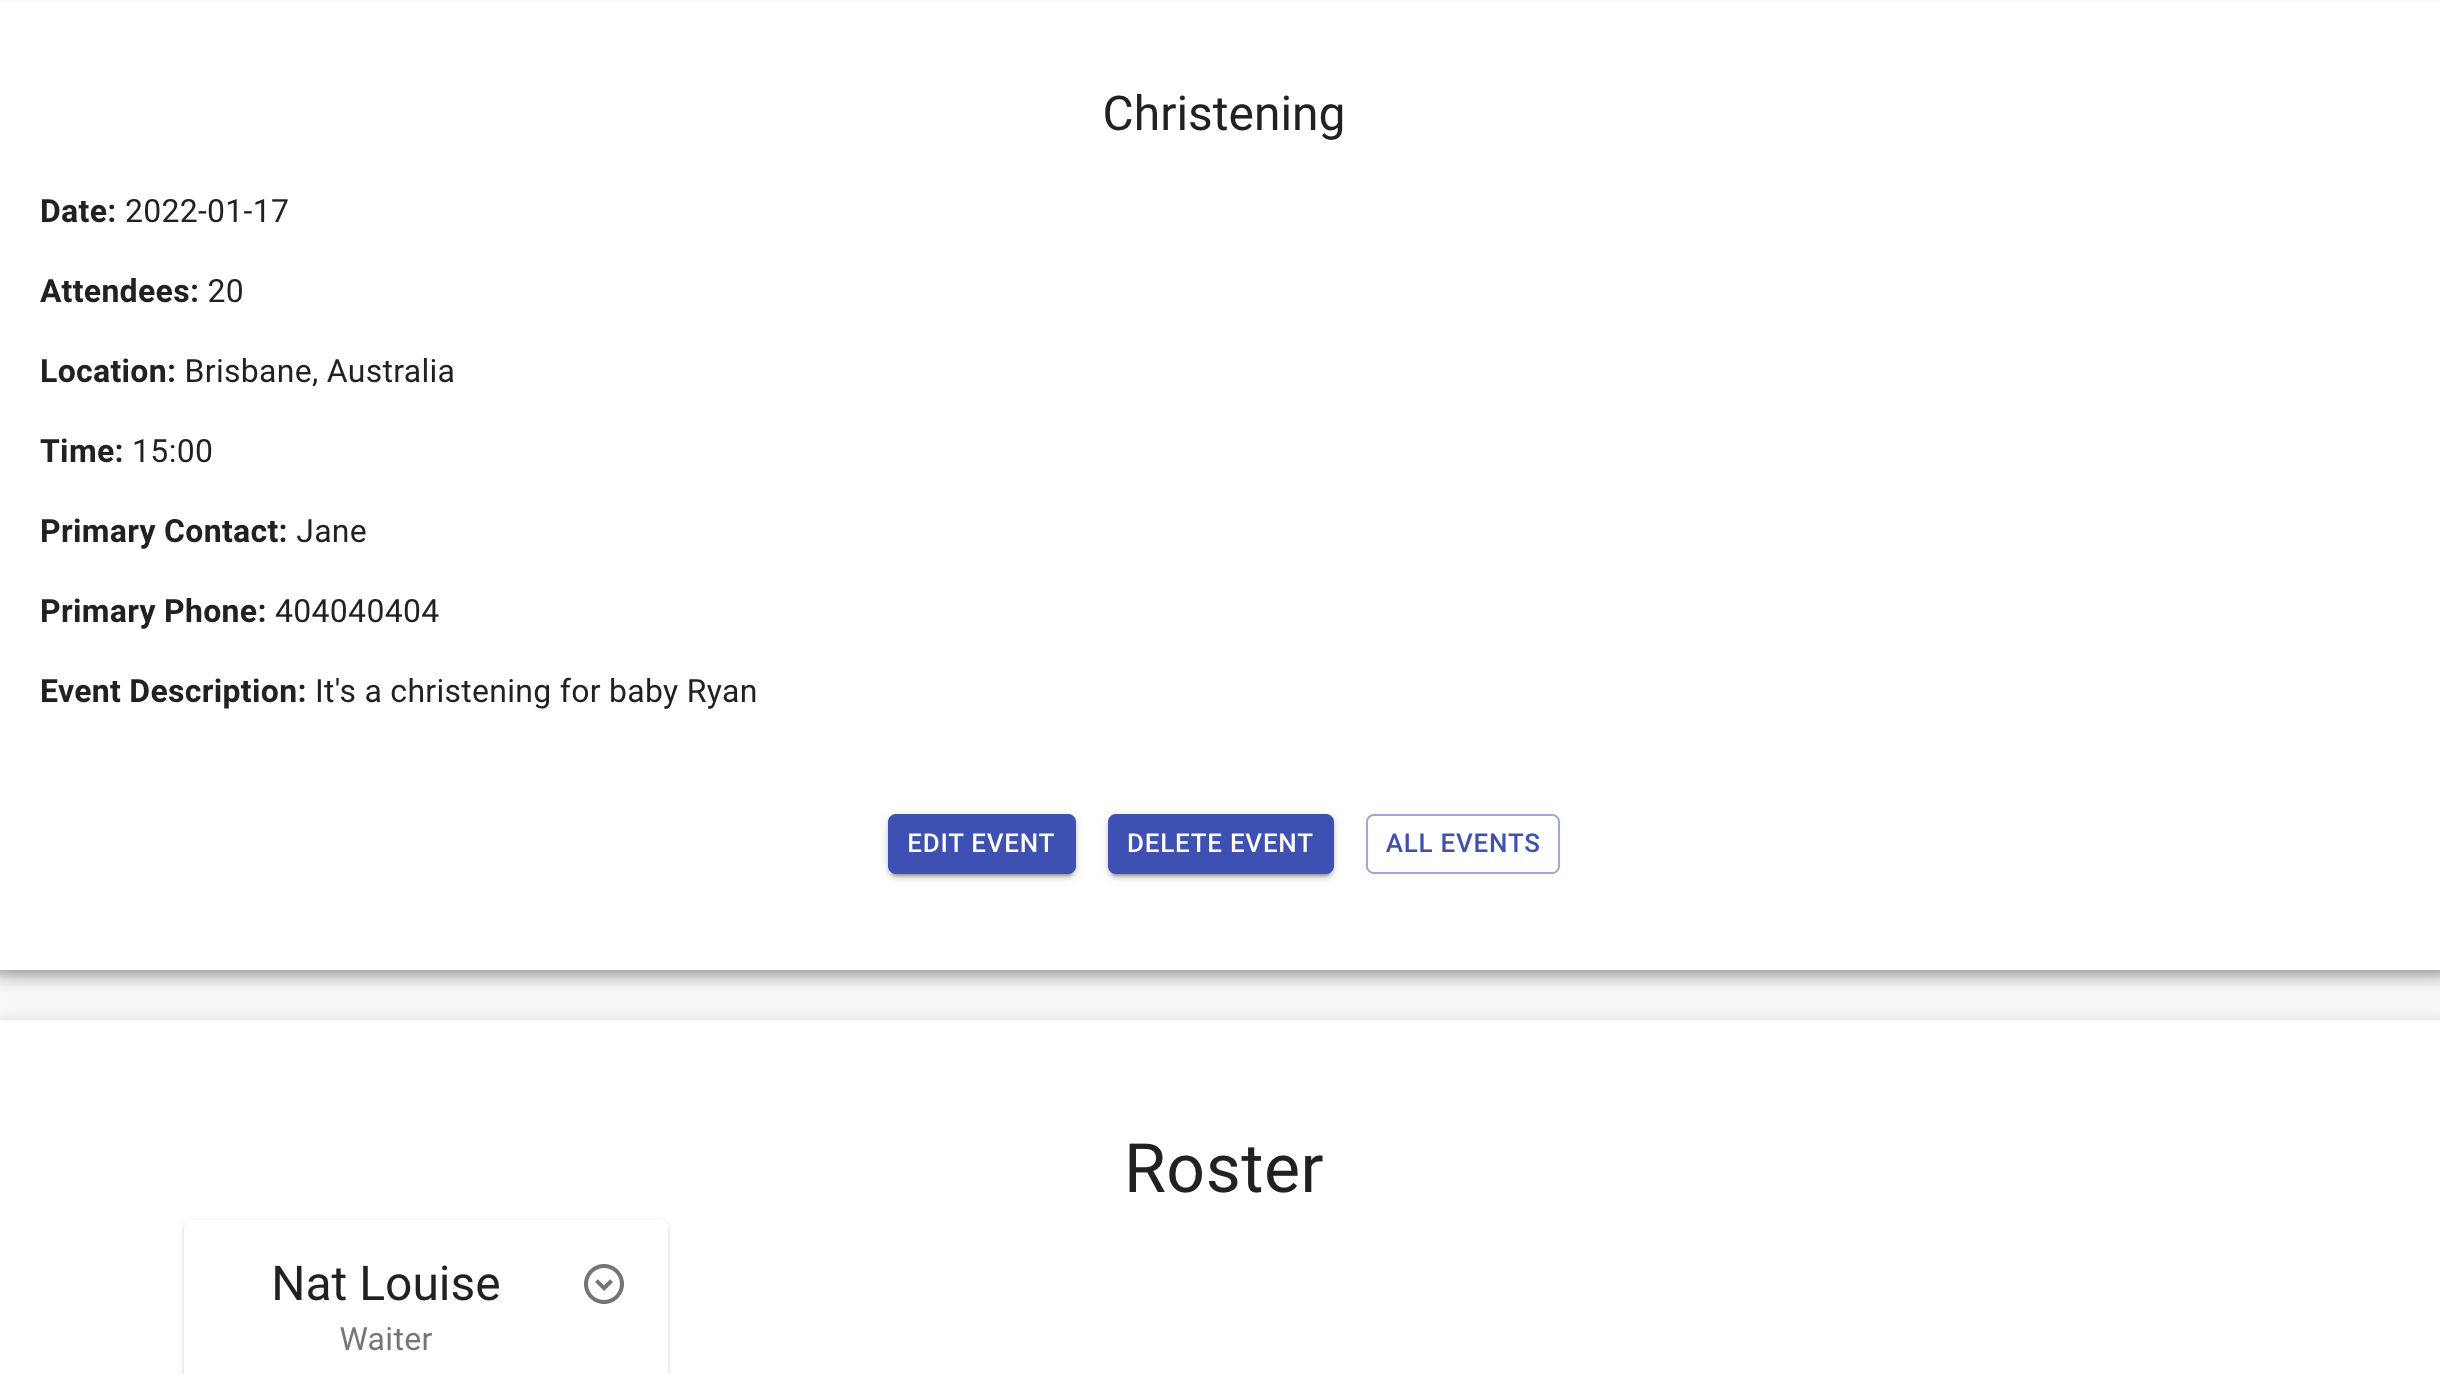 Christening
Date: 2022-01-17
Attendees: 20
Location: Brisbane, Australia
Time: 15:00
Primary Contact: Jane
Primary Phone: 404040404
Event Description: It's a christening for baby Ryan
EDIT EVENT DELETE EVENT ALL EVENTS
Roster
Nat Louise
Waiter